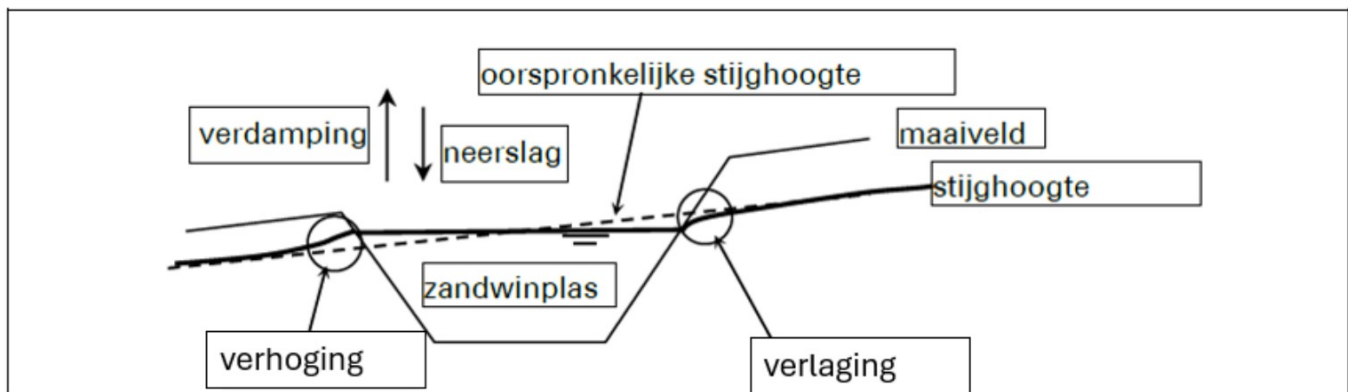 oorspronkelijke stijghoogte
verdamping
neerslag
maaiveld
stijghoogte
zandwinplas
verhoging
verlaging